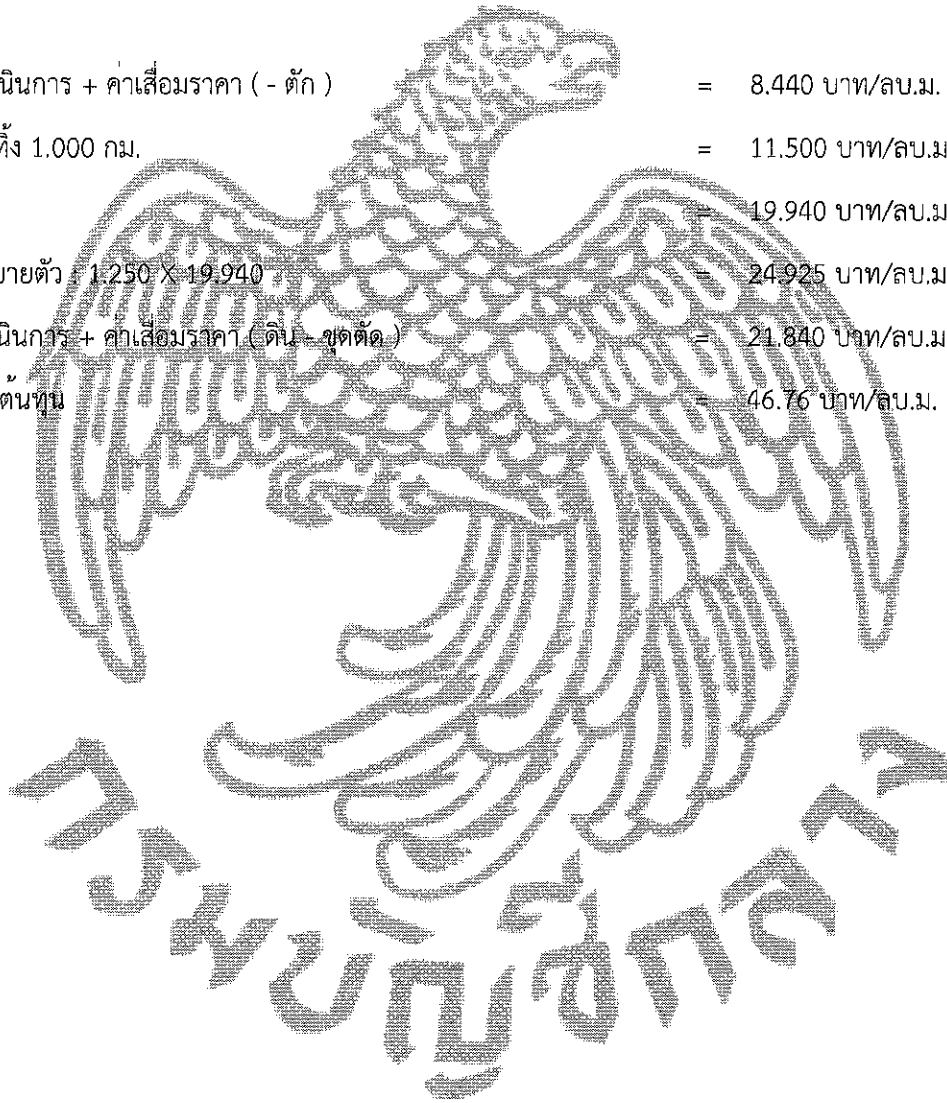 นินการ + ค่าเสื่อมราคา ( - ตัก ) = 8.440 บาท/ลบ.ม.
ทิ้ง 1.000 กม. = 11.500 บาท/ลบ.ม
= 19.940 บาท/ลบ.ม
ยายตัว : 1.250 X 19.940 = 24.925 บาท/ลบ.ม
นินการ + ค่าเสื่อมราคา ( ดิน - ขุดตัด ) = 21.840 บาท/ลบ.ม
ต้นทุน = 46.76 บาท/ลบ.ม.
กรมบัญชีกลาง